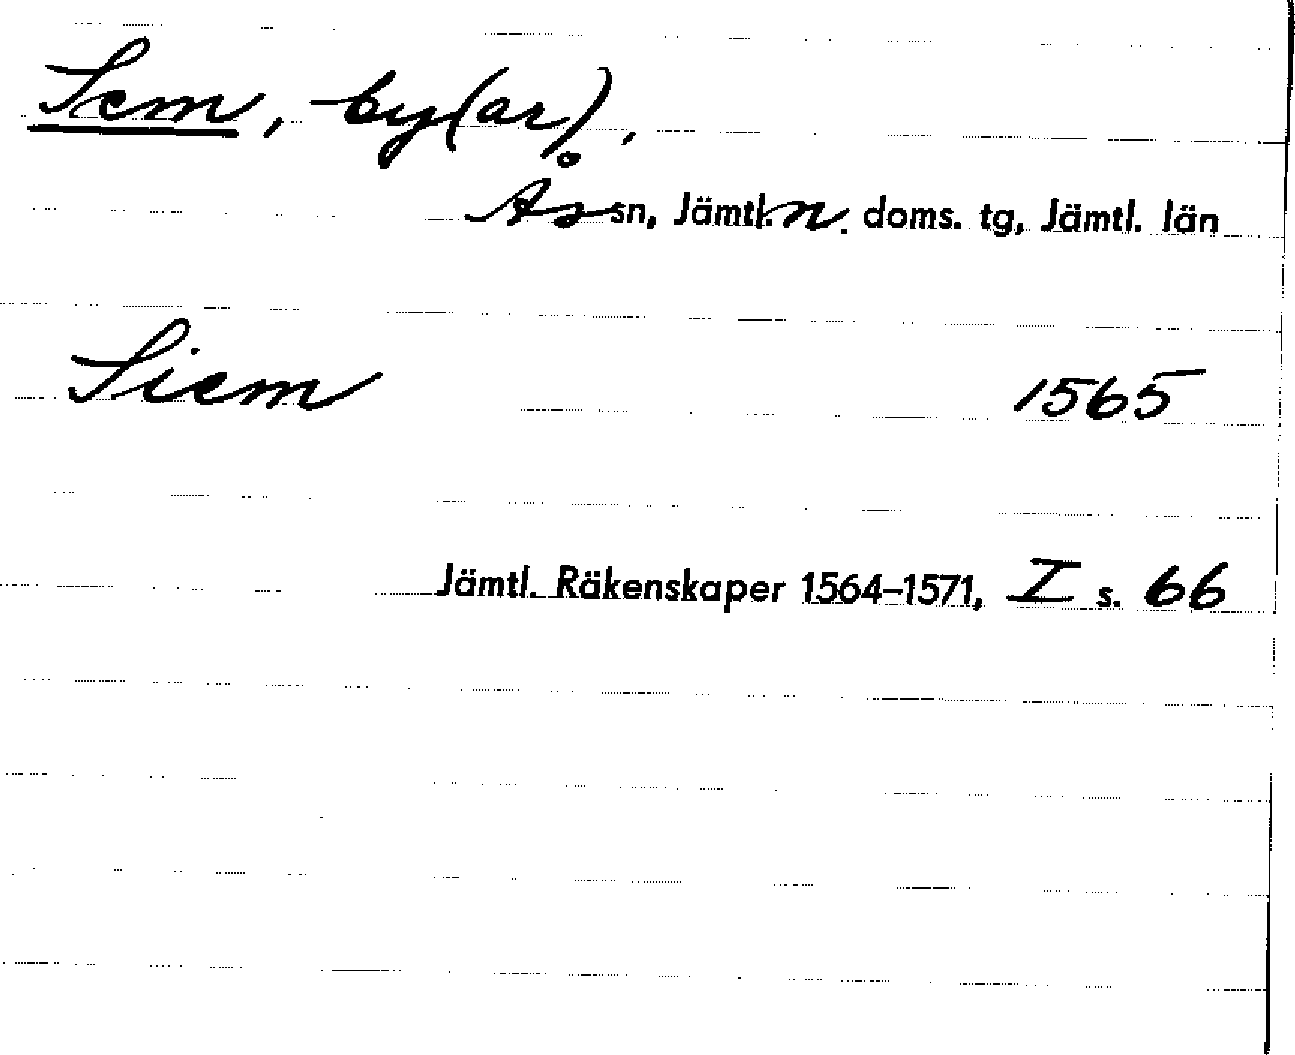 Sem, by(ar),
Ås sn, Jämtl. n. doms. tg, Jämtl. län
Siem 1565
Jämtl. Räkenskaper 1564–1571, I s. 66